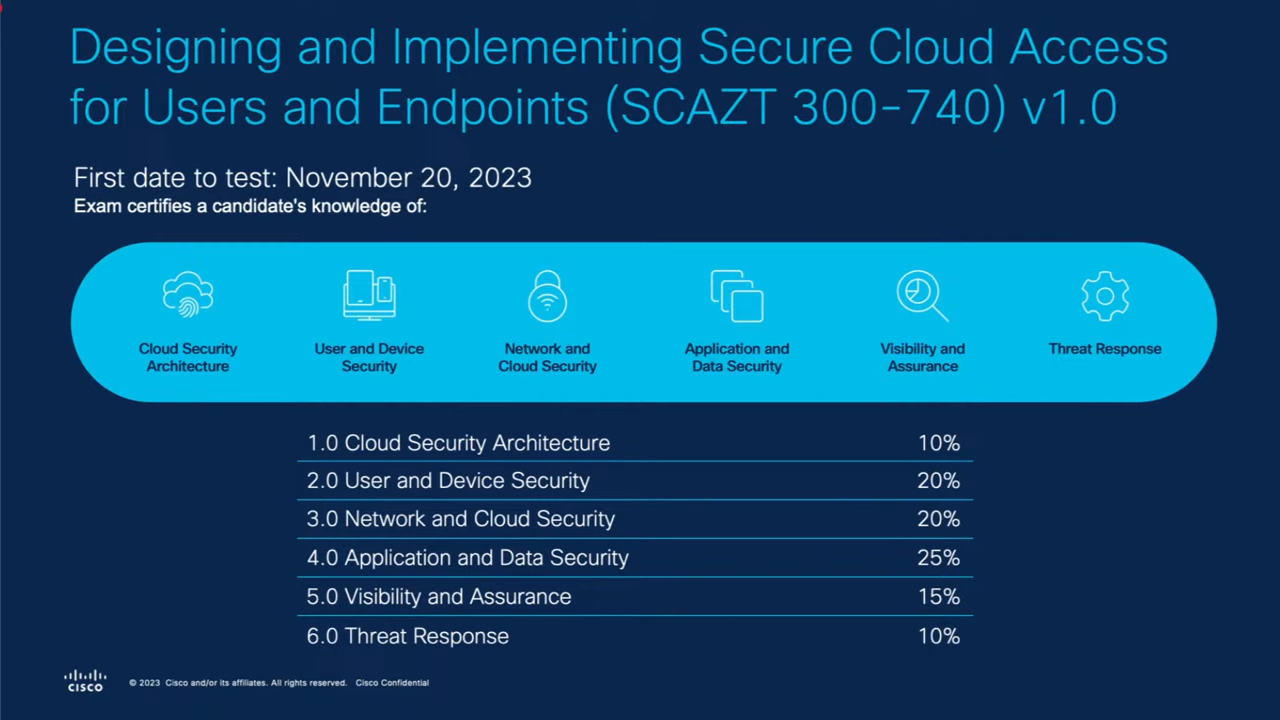 Designing and Implementing Secure Cloud Access
for Users and Endpoints (SCAZT 300-740) v1.0
First date to test: November 20, 2023
Exam certifies a candidate's knowledge of:
Cloud Security
Architecture
User and Device
Security
Network and
Cloud Security
Application and
Data Security
Visibility and
Assurance
Threat Response
1.0 Cloud Security Architecture 10%
2.0 User and Device Security 20%
3.0 Network and Cloud Security 20%
4.0 Application and Data Security 25%
5.0 Visibility and Assurance 15%
6.0 Threat Response 10%
CISCO © 2023 Cisco and/or its affiliates. All rights reserved. Cisco Confidential